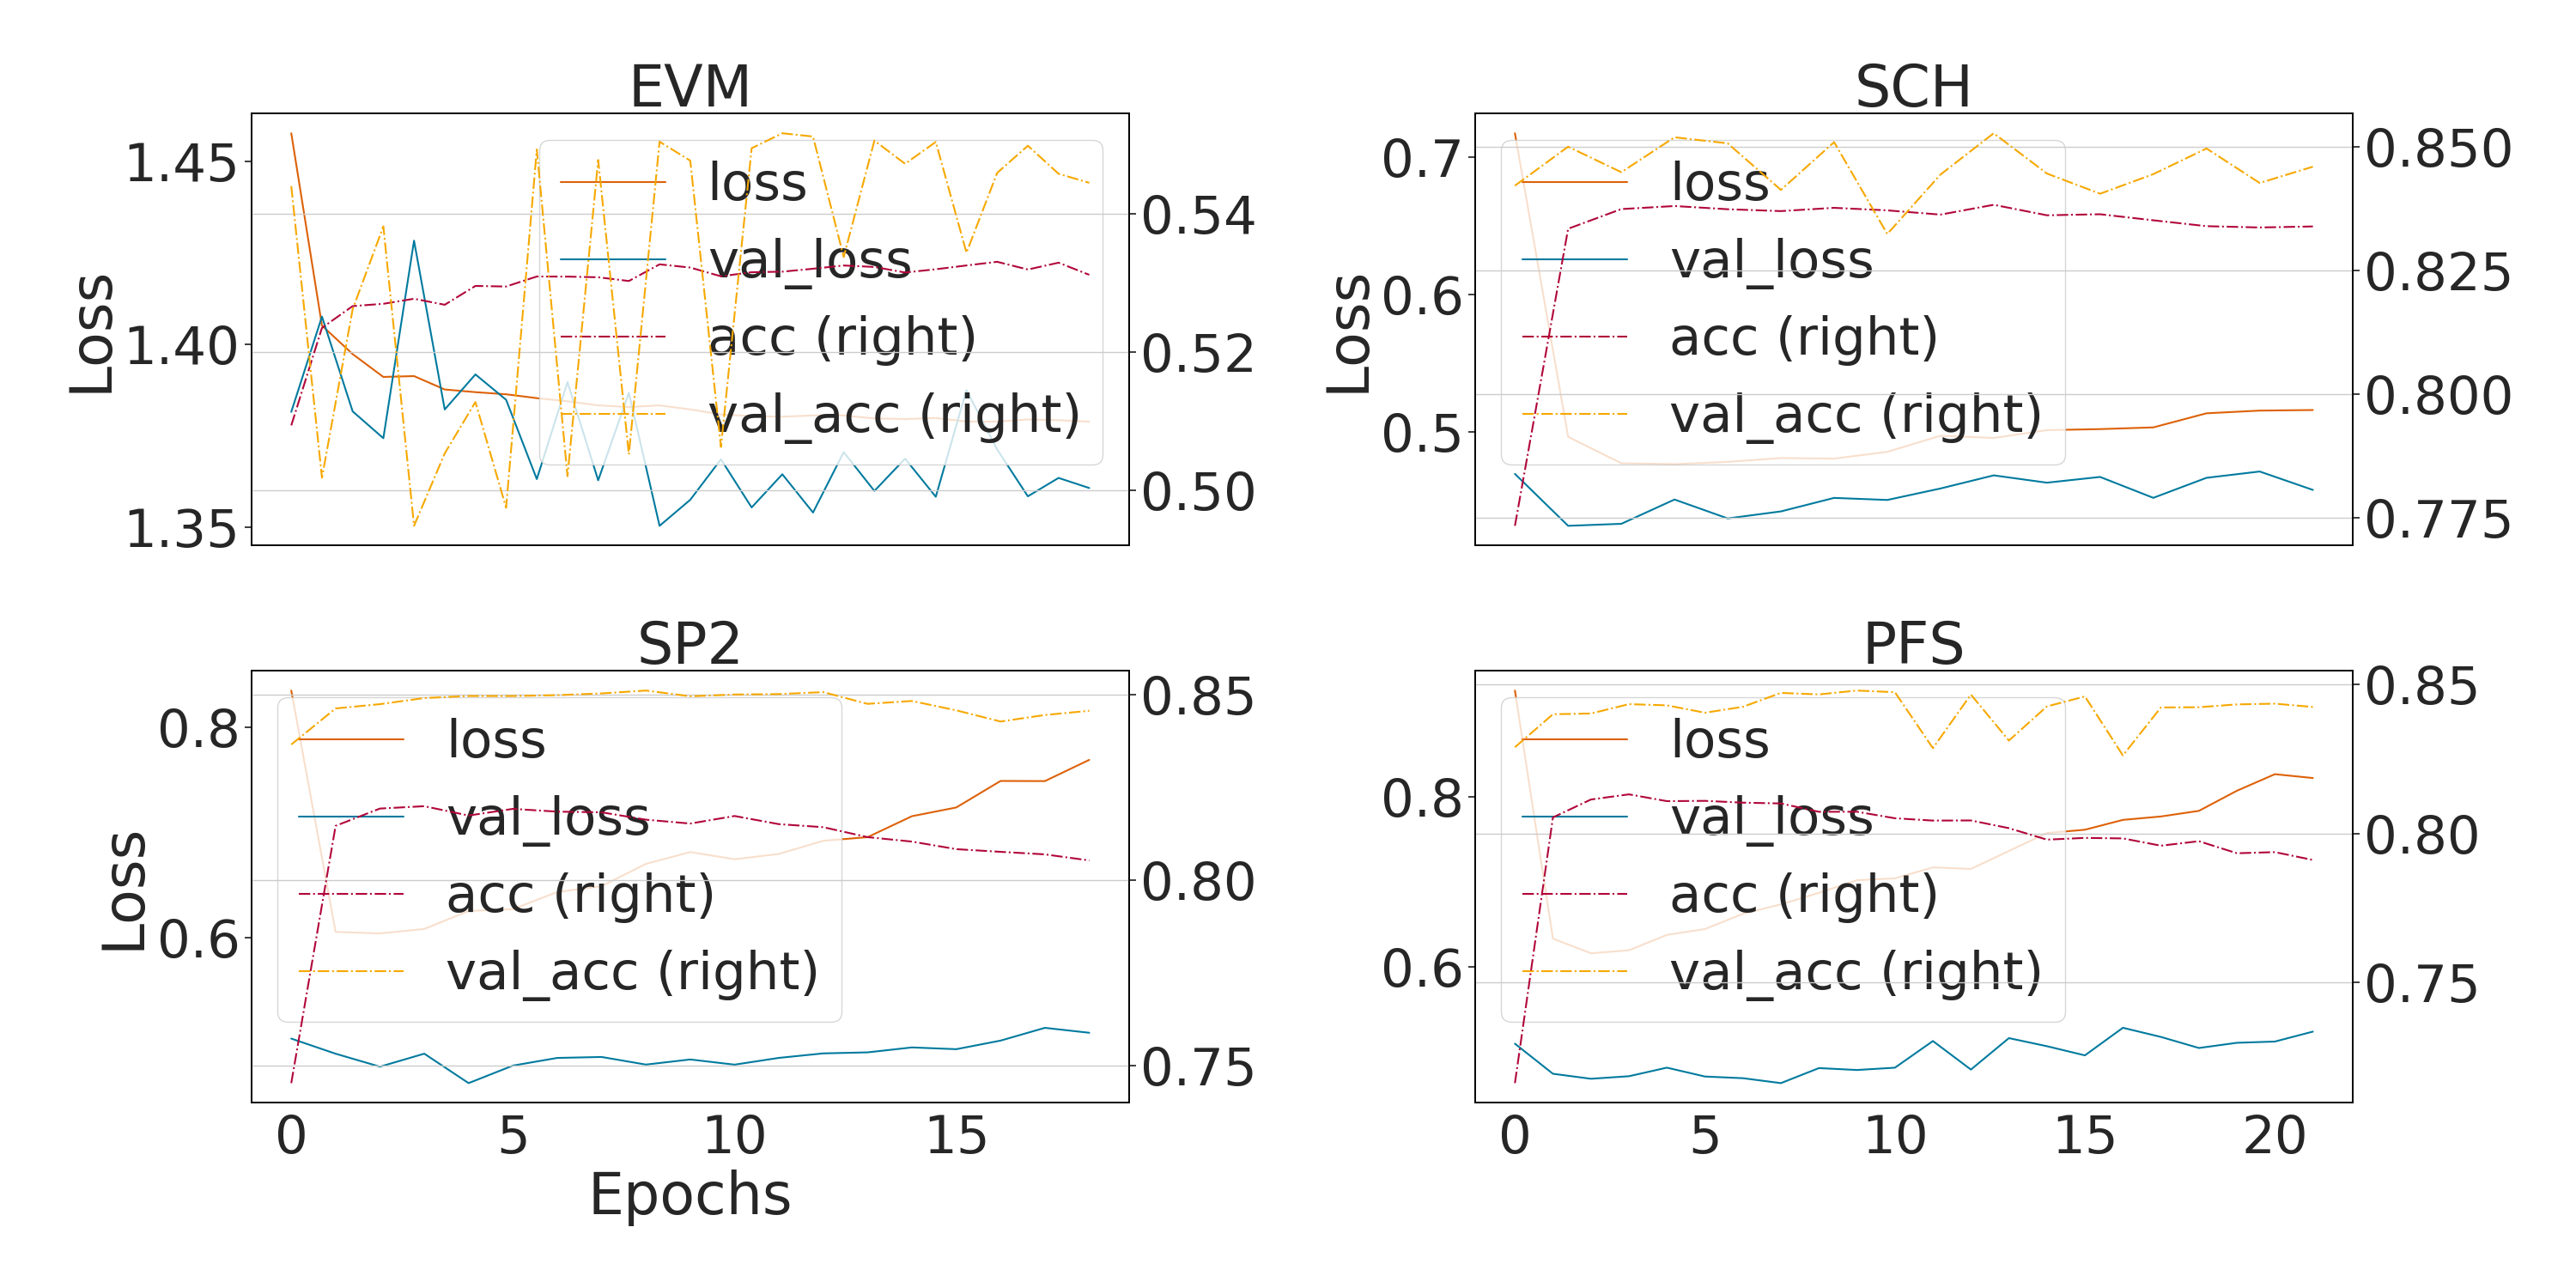 EVM
Loss
1.45
1.40
1.35
loss
val_loss
acc (right)
val_acc (right)
0.54
0.52
0.50
SCH
Loss
0.7
0.6
0.5
loss
val_loss
acc (right)
val_acc (right)
0.850
0.825
0.800
0.775
SP2
Loss
0.8
0.6
loss
val_loss
acc (right)
val_acc (right)
0.85
0.80
0.75
0 5 10 15
Epochs
PFS
0.8
0.6
loss
val_loss
acc (right)
val_acc (right)
0.85
0.80
0.75
0 5 10 15 20